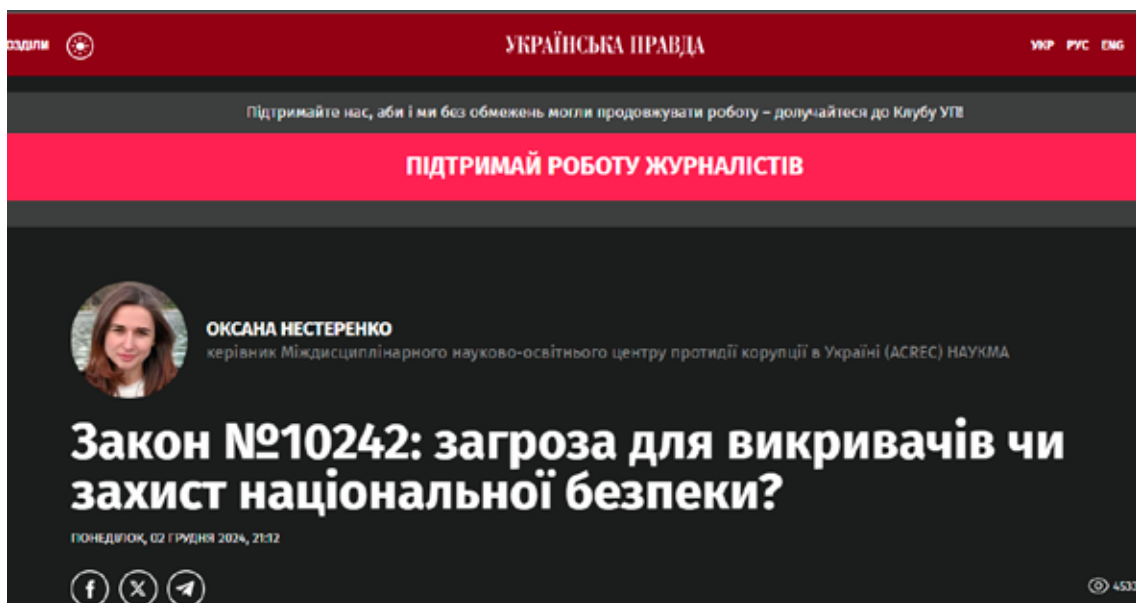 озділи УКРАЇНСЬКА ПРАВДА УКР РУС ENG
Підтримайте нас, аби і ми без обмежень могли продовжувати роботу – долучайтеся до Клубу УП!
ПІДТРИМАЙ РОБОТУ ЖУРНАЛІСТІВ
ОКСАНА НЕСТЕРЕНКО
керівник Міждисциплінарного науково-освітнього центру протидії корупції в Україні (ACREC) НАУКМА
Закон №10242: загроза для викривачів чи
захист національної безпеки?
ПОНЕДІЛОК, 02 ГРУДНЯ 2024, 21:12
4533